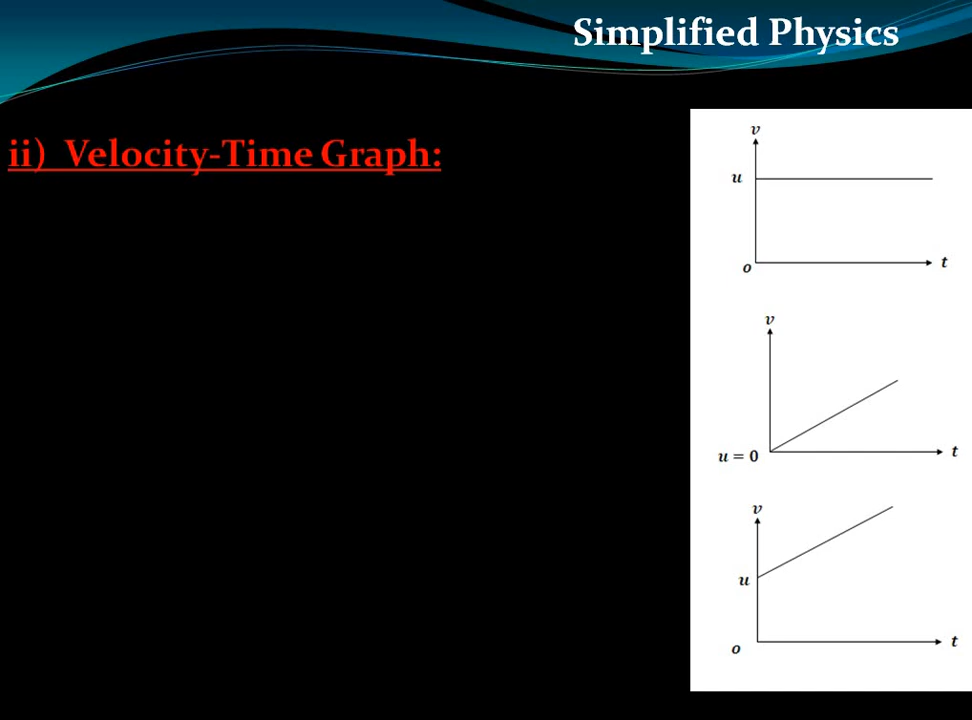 Simplified Physics
ii) Velocity-Time Graph:
v
u
o
t
v
u = 0
t
v
u
o
t